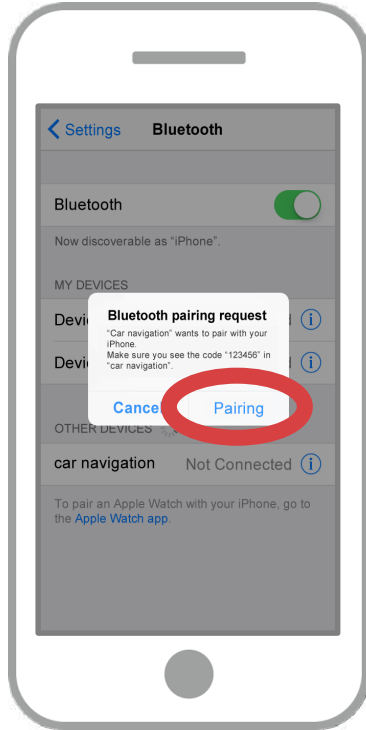 Settings Bluetooth
Bluetooth
Now discoverable as “iPhone”.
MY DEVICES
Bluetooth pairing request
“Car navigation” wants to pair with your
iPhone.
Make sure you see the code “123456” in
“car navigation”.
Cancel Pairing
OTHER DEVICES
car navigation Not Connected
To pair an Apple Watch with your iPhone, go to
the Apple Watch app.